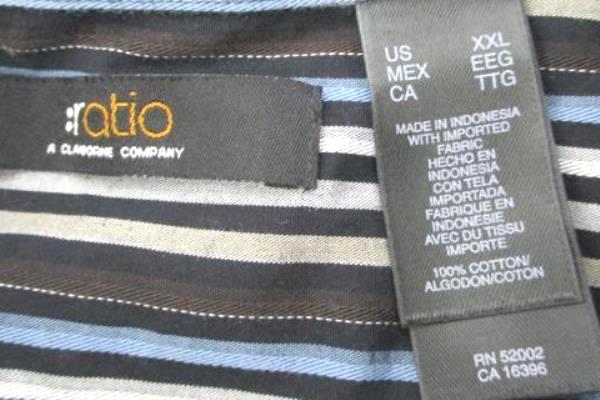 :ratio
A CLAIBORNE COMPANY
US XXL
MEX EEG
CA TTG
MADE IN INDONESIA
WITH IMPORTED
FABRIC
HECHO EN
INDONESIA
CON TELA
IMPORTADA
FABRIQUE EN
INDONESIE
AVEC DU TISSU
IMPORTE
100% COTTON/
ALGODON/COTON
RN 52002
CA 16396